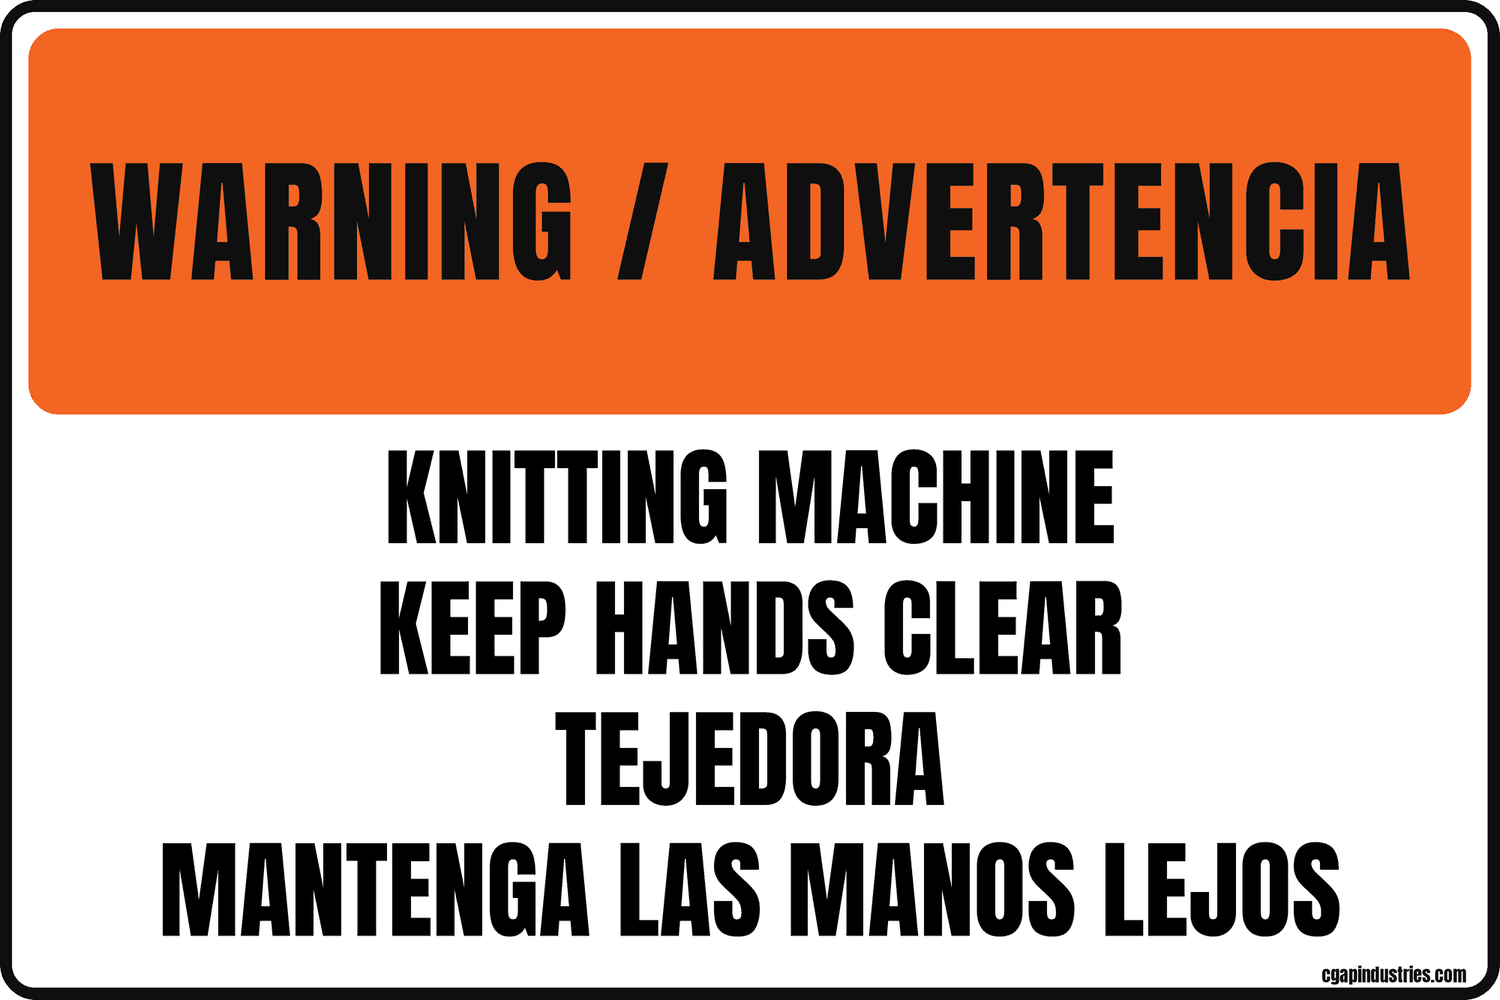 WARNING / ADVERTENCIA
KNITTING MACHINE
KEEP HANDS CLEAR
TEJEDORA
MANTENGA LAS MANOS LEJOS
cgapindustries.com